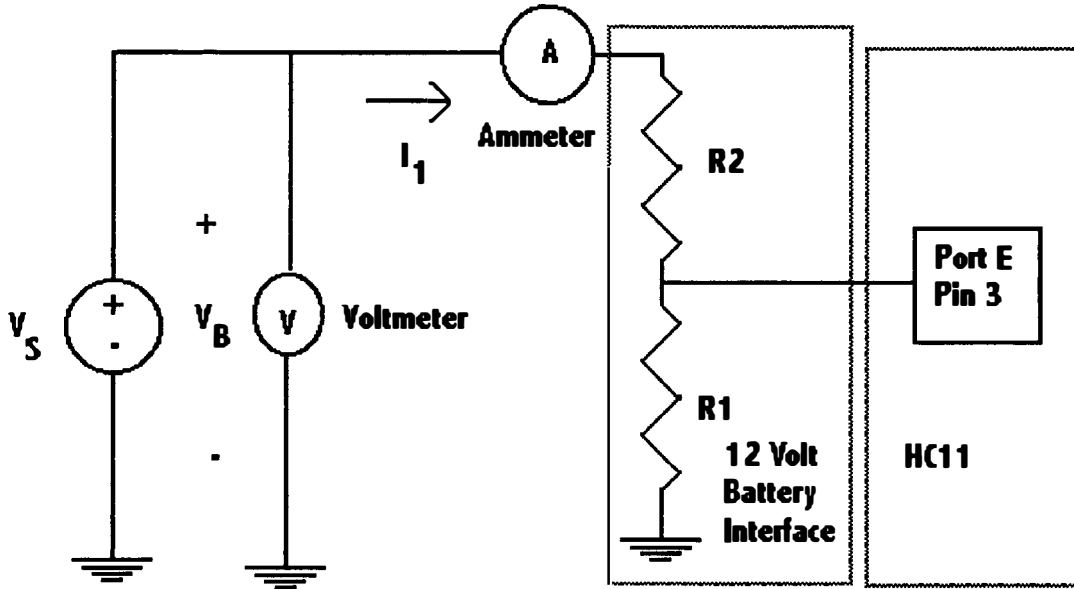 A
Ammeter
I1
R2
Port E
Pin 3
+
+
-
VS
VB
V
Voltmeter
R1
-
12 Volt
Battery
Interface
HC11